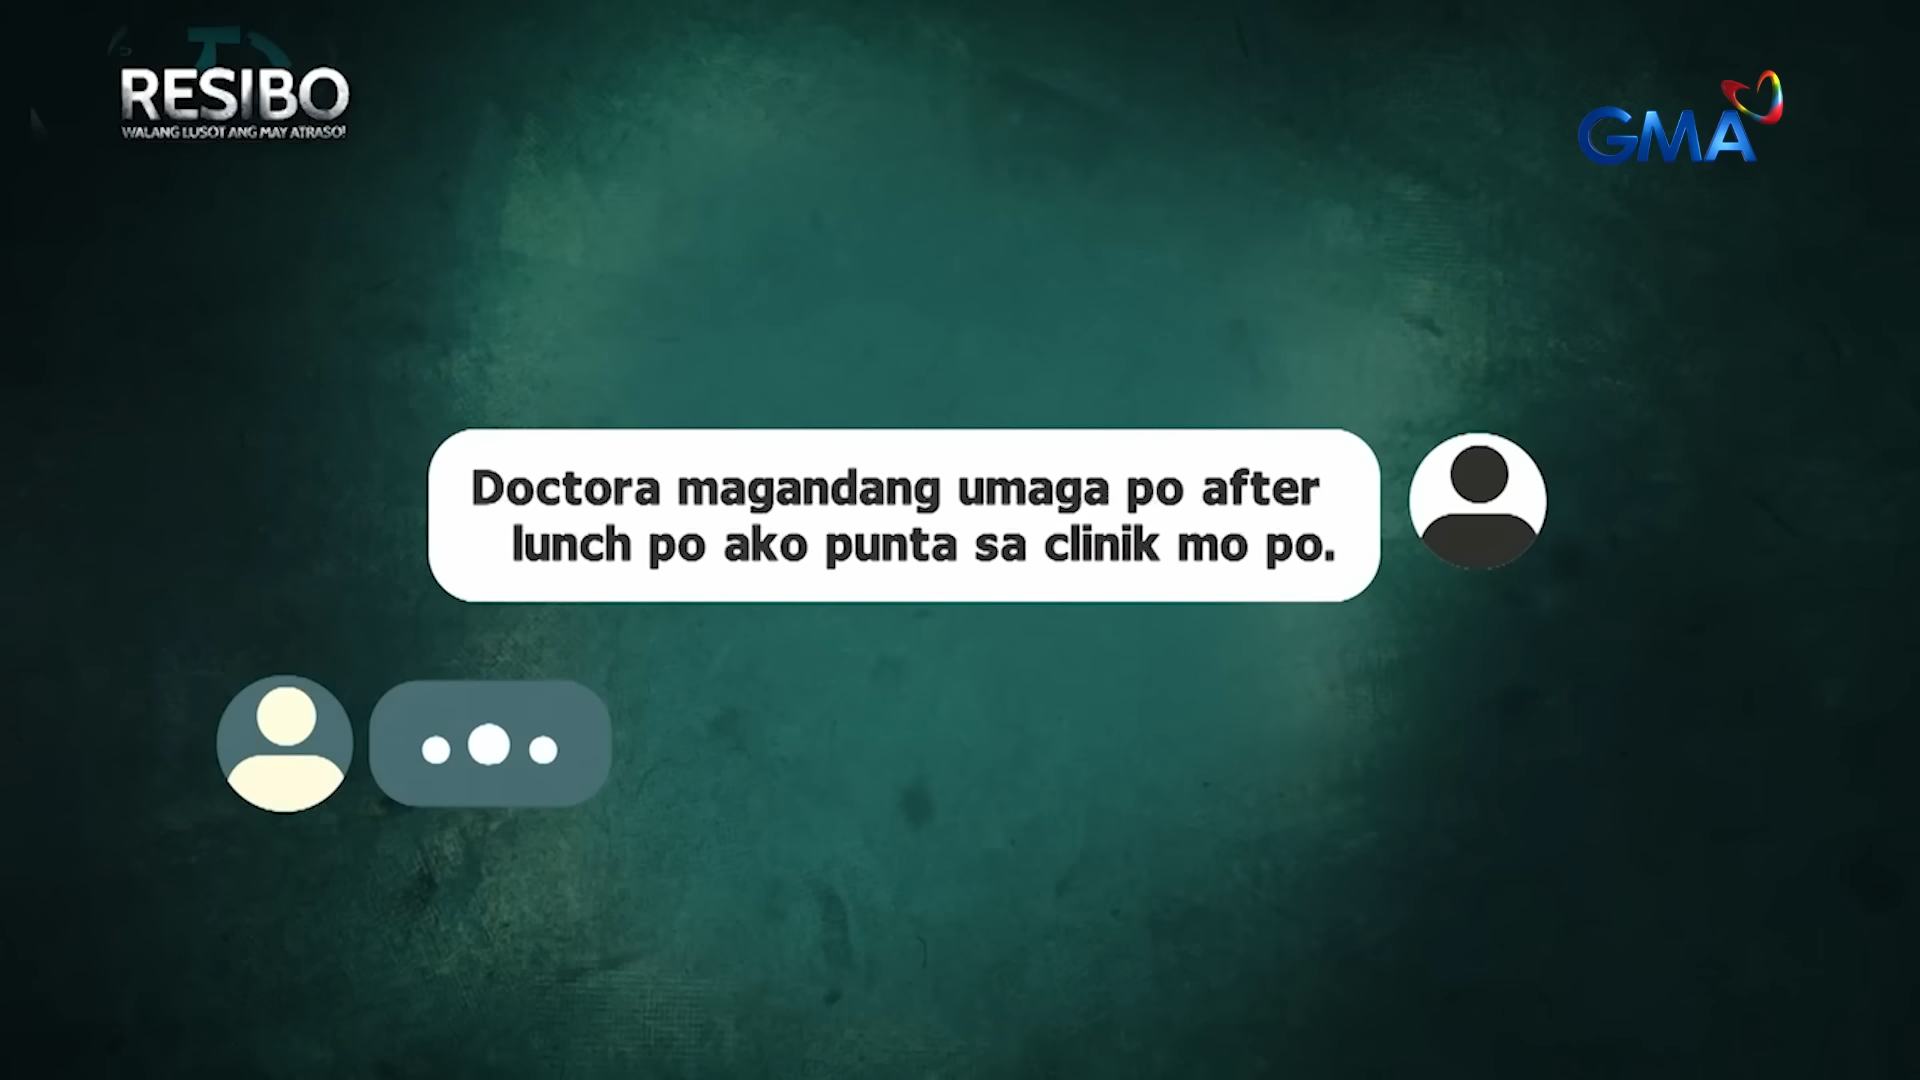 RESIBO
WALANG LUSOT ANG MAY ATRASO!
GMA
Doctora magandang umaga po after
lunch po ako punta sa clinik mo po.